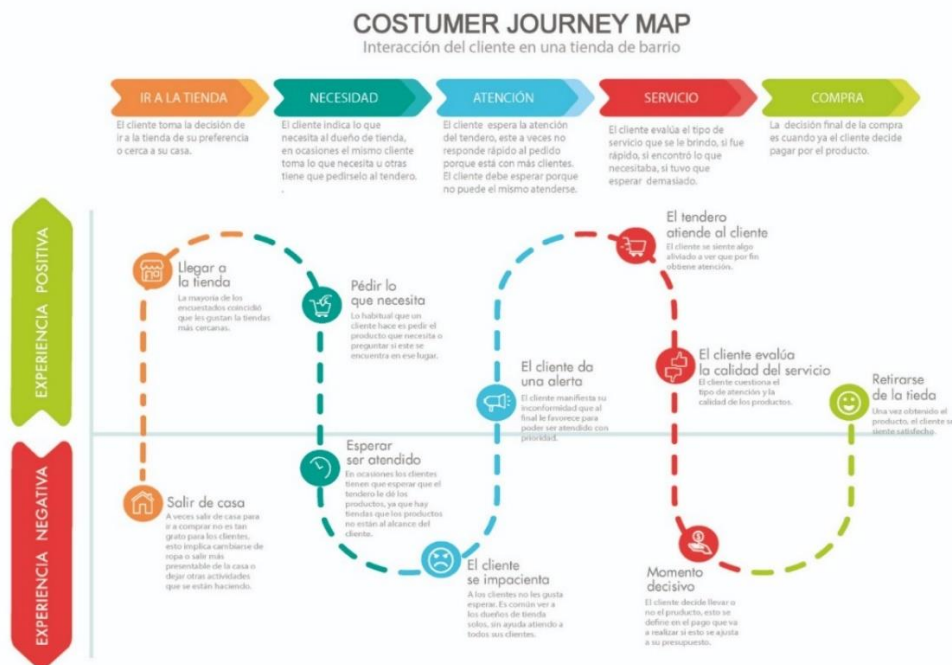 COSTUMER JOURNEY MAP
Interacción del cliente en una tienda de barrio
IR A LA TIENDA
NECESIDAD
ATENCIÓN
SERVICIO
COMPRA
El cliente toma la decisión de
ir a la tienda de su preferencia
o cerca a su casa.
El cliente indica lo que
necesita al dueño de tienda,
en ocasiones el mismo cliente
toma lo que necesita u otras
tiene que pedirselo al tendero.
.
El cliente espera la atención
del tendero, este a veces no
responde rápido al pedido
porque está con más clientes.
El cliente debe esperar porque
no puede el mismo atenderse.
El cliente evalúa el tipo de
servicio que se le brindo, si fue
rápido, si encontró lo que
necesitaba, si tuvo que
esperar demasiado.
La decisión final de la compra
es cuando ya el cliente decide
pagar por el producto.
EXPERIENCIA POSITIVA
EXPERIENCIA NEGATIVA
Llegar a
la tienda
La mayoría de los
encuestados coincidió
que les gustan la tiendas
más cercanas.
Pédir lo
que necesita
Lo habitual que un
cliente hace es pedir el
producto que necesita o
preguntar si este se
encuentra en ese lugar.
El tendero
atiende al cliente
El cliente se siente algo
aliviado a ver que por fin
obtiene atención.
El cliente da
una alerta
El cliente manifiesta su
inconformidad que al
final le favorece para
poder ser atendido con
prioridad.
El cliente evalúa
la calidad del servicio
El cliente cuestiona el
tipo de atención y la
calidad de los productos.
Retirarse
de la tieda
Una vez obtenido el
producto, el cliente se
siente satisfecho.
Salir de casa
A veces salir de casa para
ir a comprar no es tan
grato para los clientes,
esto implica cambiarse de
ropa o salir más
presentable de la casa o
dejar otras actividades
que se están haciendo.
Esperar
ser atendido
En ocasiones los clientes
tienen que esperar que el
tendero le dé los
productos, ya que hay
tiendas que los productos
no están al alcance del
cliente.
El cliente
se impacienta
A los clientes no les gusta
esperar. Es común ver a
los dueños de tienda
solos, sin ayuda atiendo a
todos sus clientes.
Momento
decisivo
El cliente decide llevar o
no el prducto, esto se
define en el pago que va
a realizar si esto se ajusta
a su presupuesto.